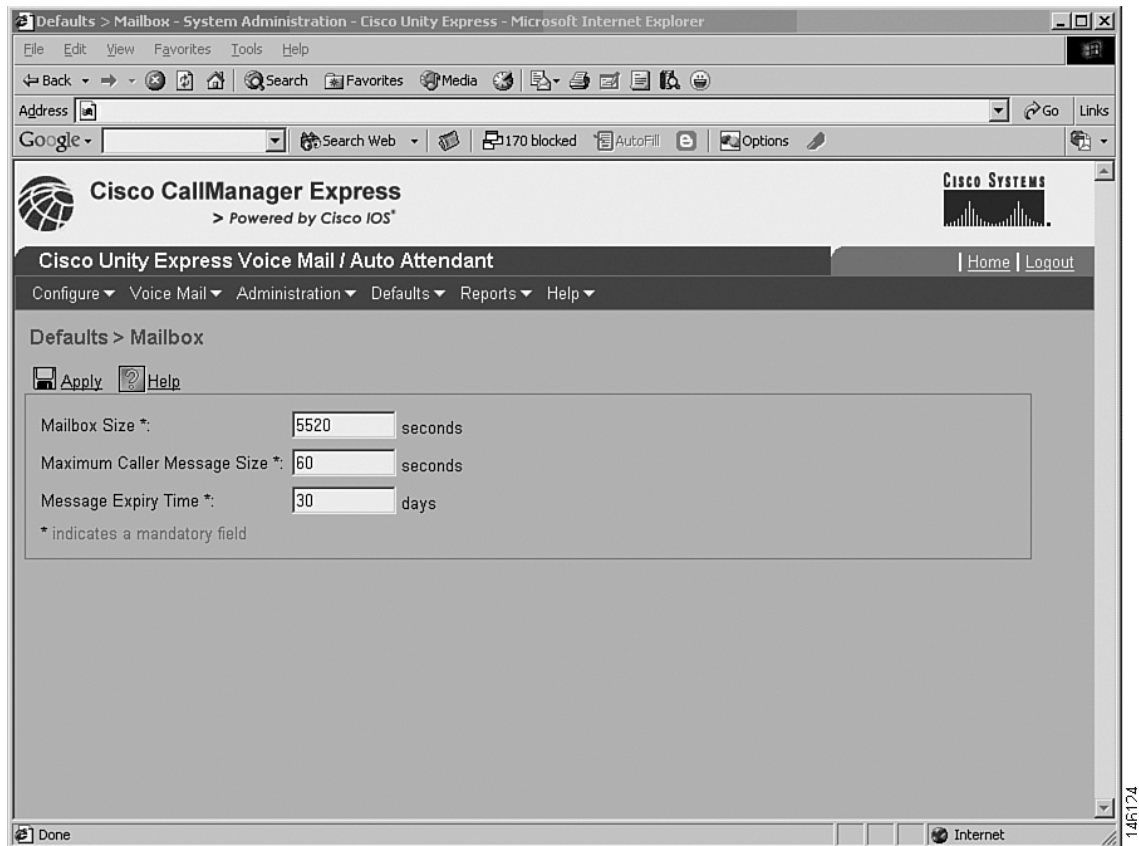 Defaults > Mailbox - System Administration - Cisco Unity Express - Microsoft Internet Explorer
File Edit View Favorites Tools Help
Back Search Favorites Media
Address Go Links
Google Search Web 170 blocked AutoFill Options
Cisco CallManager Express
> Powered by Cisco IOS®
CISCO SYSTEMS
Cisco Unity Express Voice Mail / Auto Attendant
| Home | Logout
Configure Voice Mail Administration Defaults Reports Help
Defaults > Mailbox
Apply ? Help
Mailbox Size *: 5520 seconds
Maximum Caller Message Size *: 60 seconds
Message Expiry Time *: 30 days
* indicates a mandatory field
Done Internet
146124